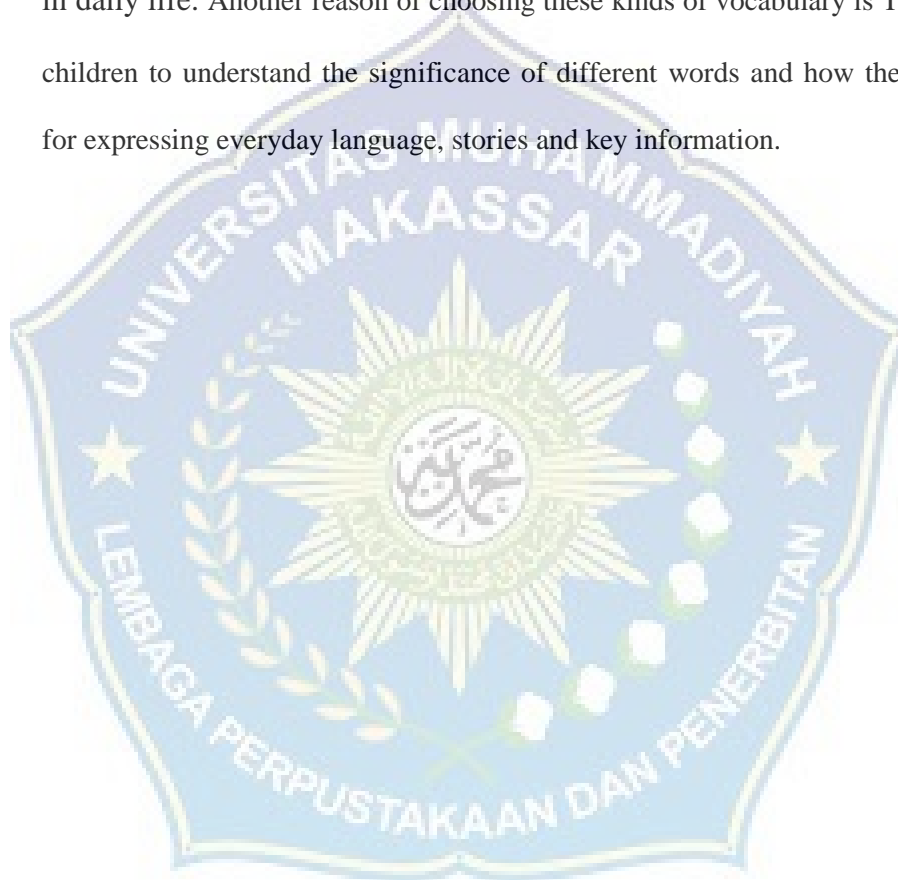 in daily life. Another reason of choosing these kinds of vocabulary is
children to understand the significance of different words and how
for expressing everyday language, stories and key information.
UNIVERSITAS MUHAMMADIYAH
MAKASSAR
LEMBAGA PERPUSTAKAAN DAN PENERBITAN